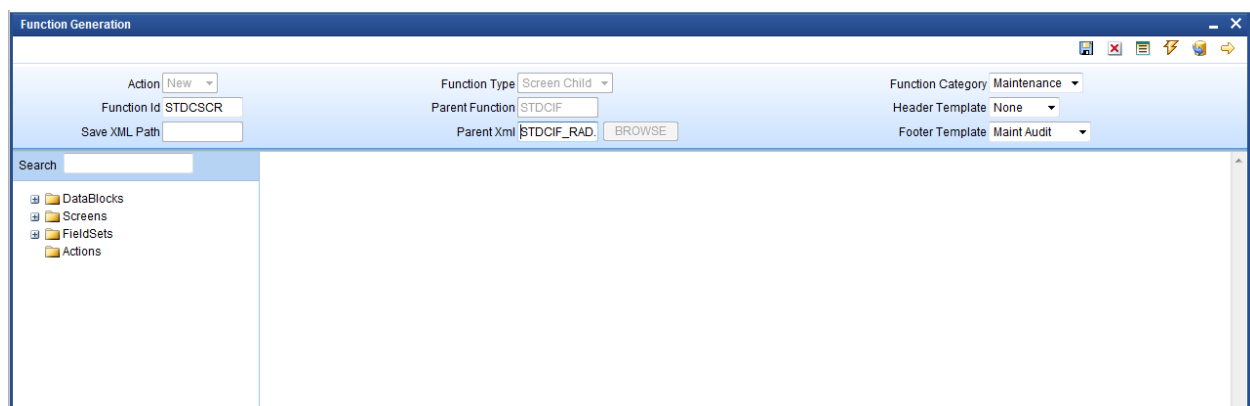 Function Generation
Action New Function Type Screen Child Function Category Maintenance
Function Id STDCSCR Parent Function STDCIF Header Template None
Save XML Path Parent Xml STDCIF_RAD. BROWSE Footer Template Maint Audit
Search
DataBlocks
Screens
FieldSets
Actions